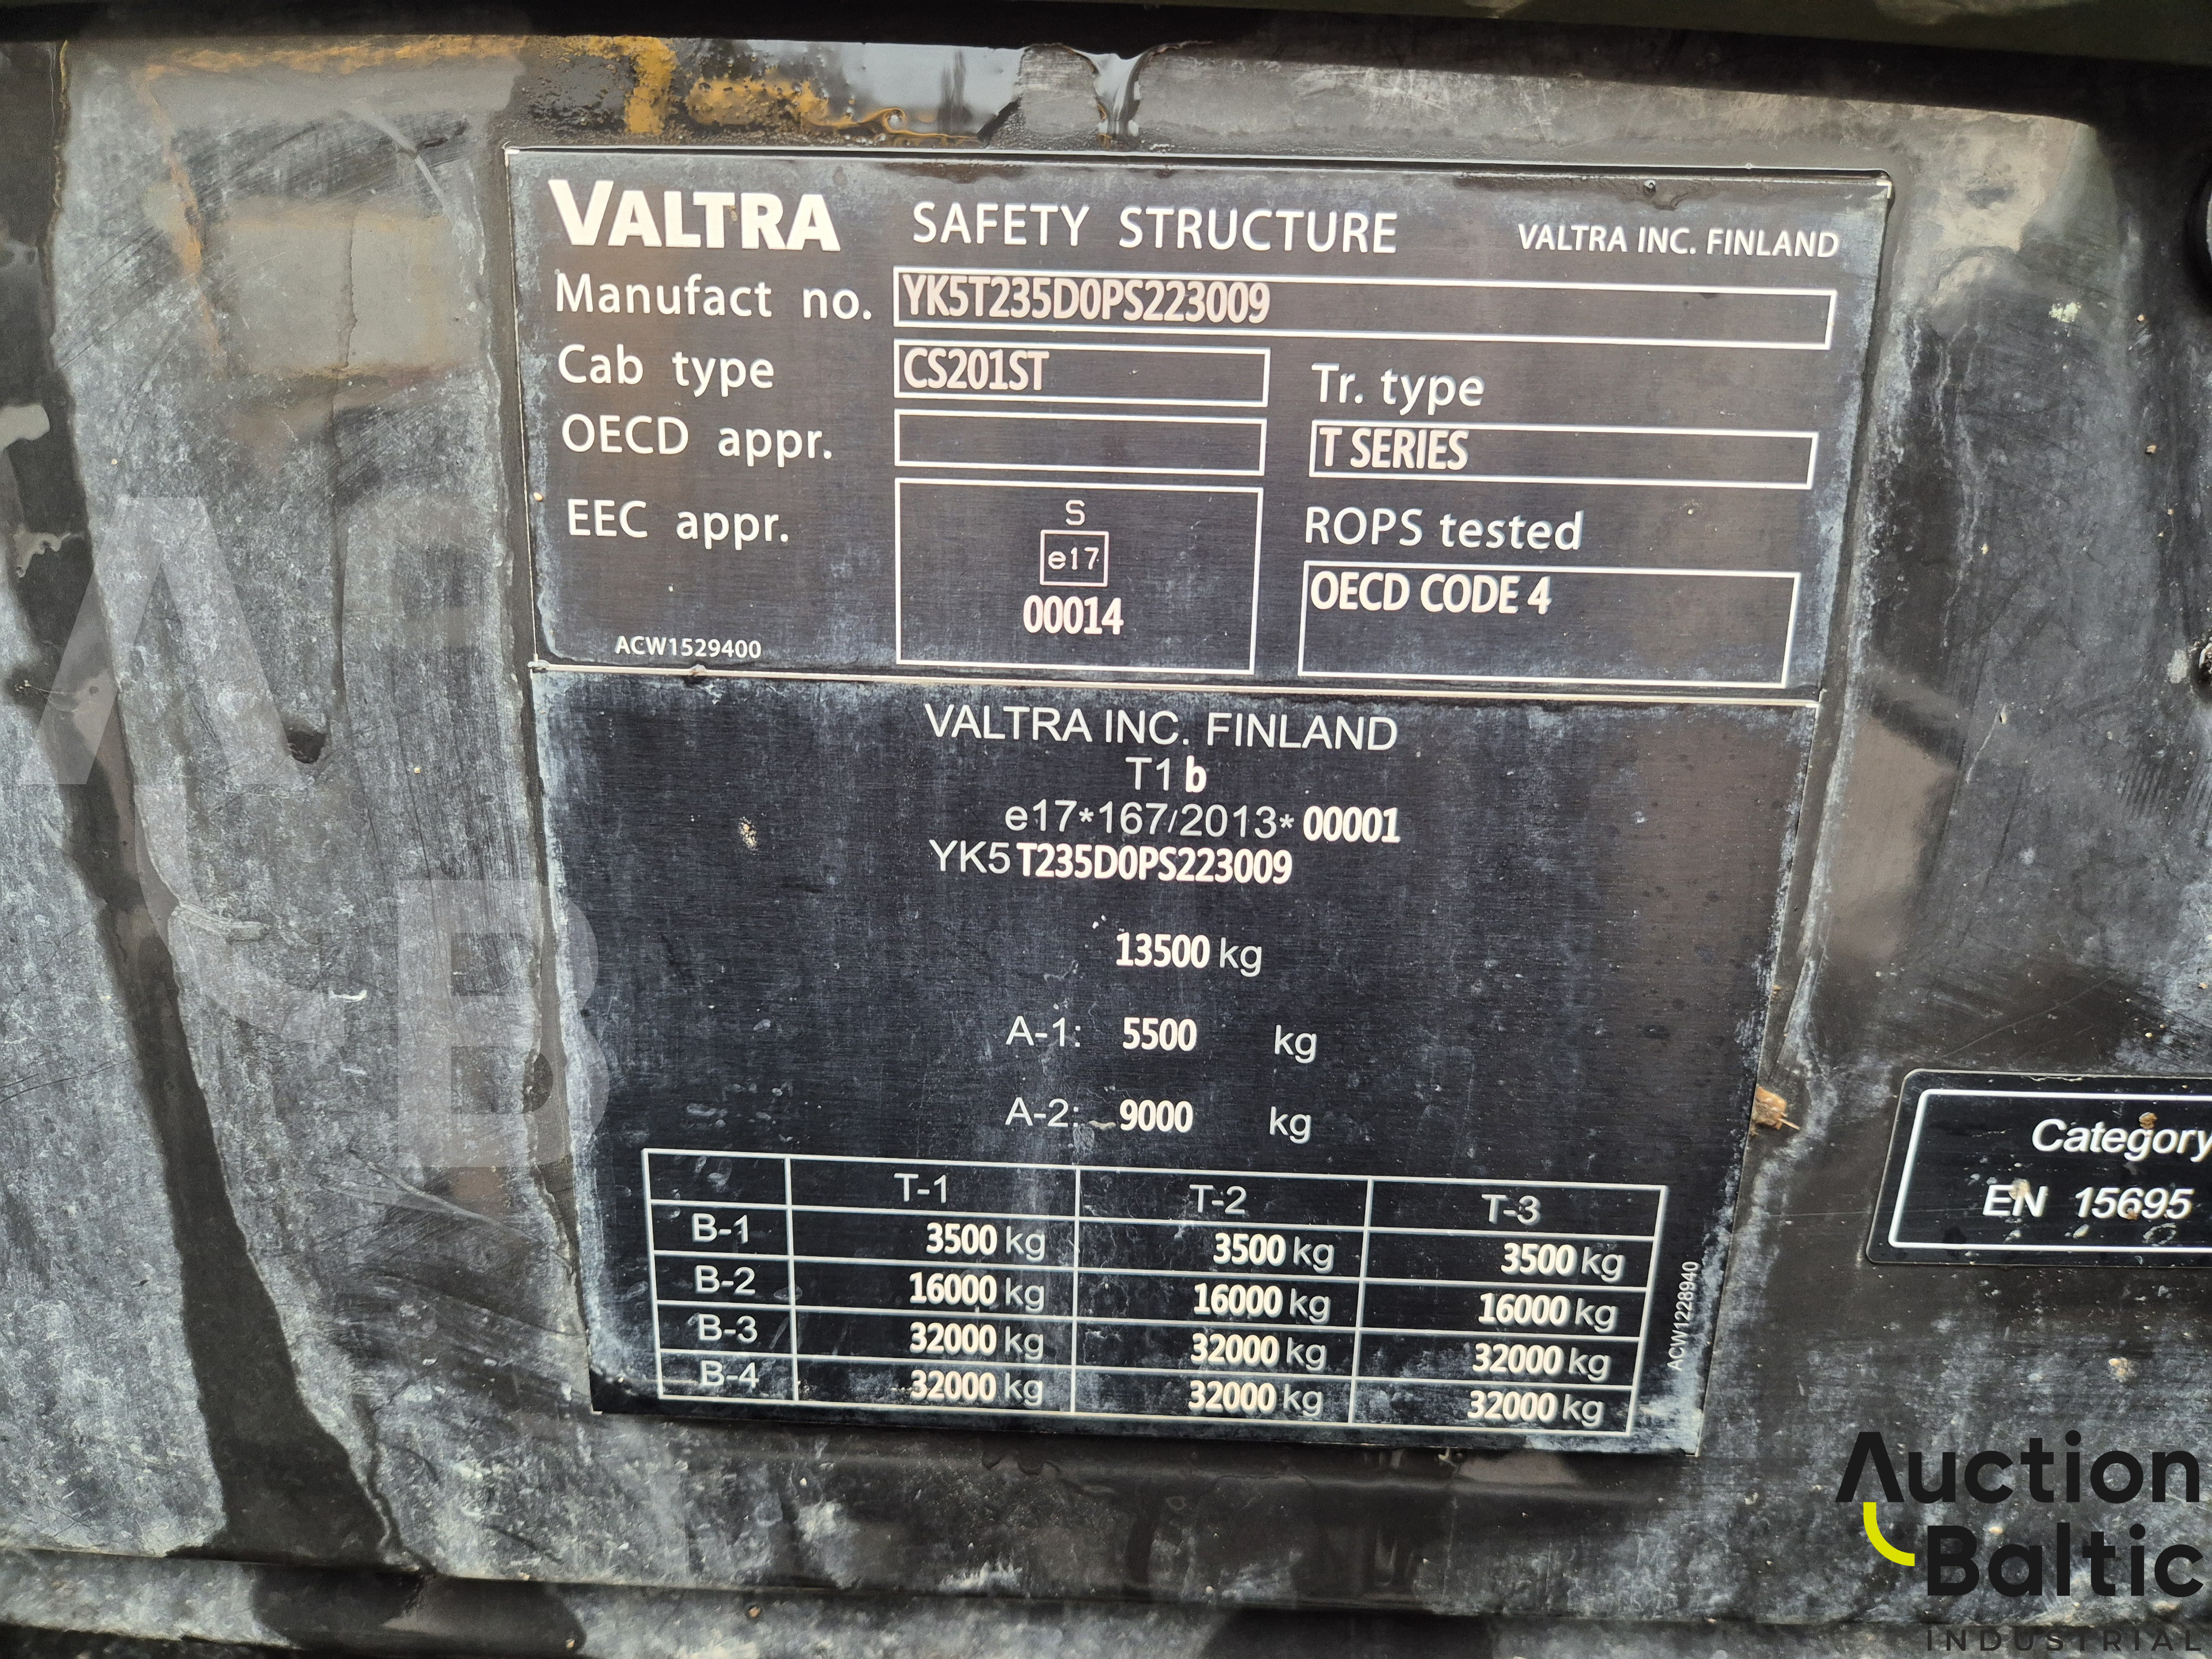 VALTRA SAFETY STRUCTURE VALTRA INC. FINLAND
Manufact no. YK5T235D0PS223009
Cab type CS201ST Tr. type
OECD appr. T SERIES
EEC appr. S ROPS tested
e17
OECD CODE 4
00014
ACW1529400
VALTRA INC. FINLAND
T1 b
e17*167/2013* 00001
YK5 T235D0PS223009
13500 kg
A-1: 5500 kg
A-2: 9000 kg
T-1 T-2 T-3
B-1 3500 kg 3500 kg 3500 kg
B-2 16000 kg 16000 kg 16000 kg
B-3 32000 kg 32000 kg 32000 kg
B-4 32000 kg 32000 kg 32000 kg
ACW1228940
Category
EN 15695
AB
Auction
Baltic
INDUSTRIAL